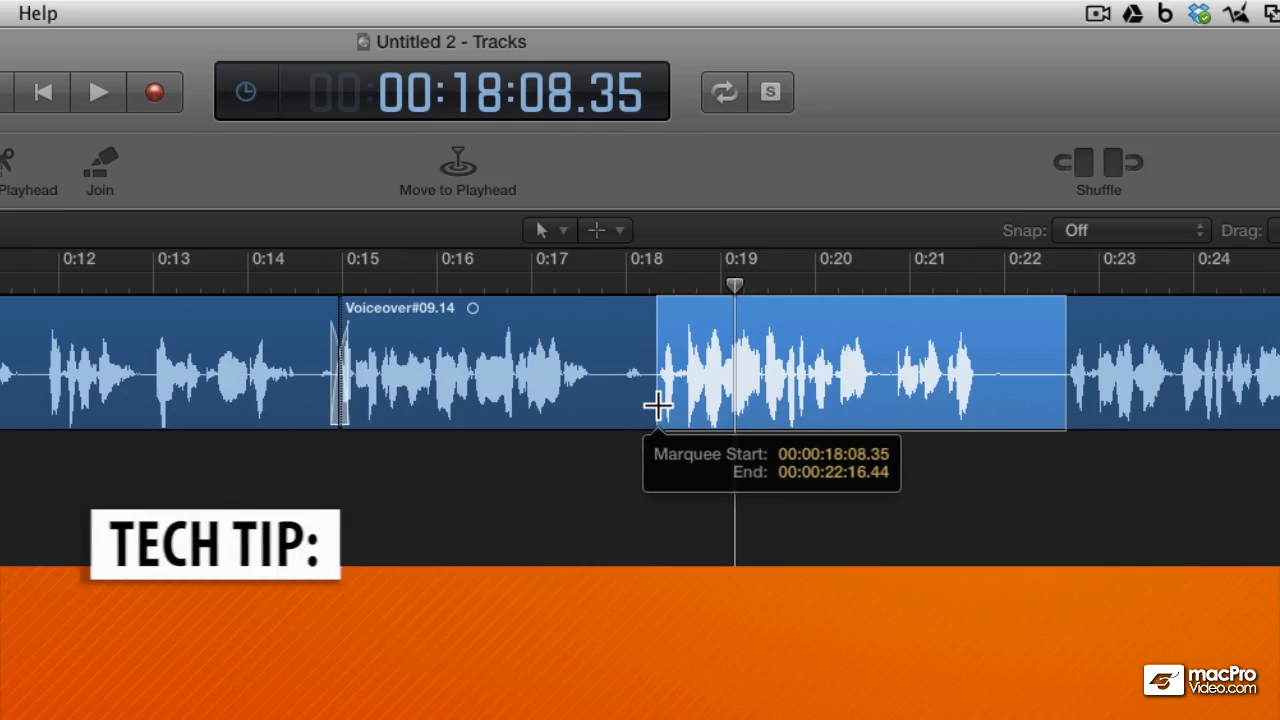 Help
b
Untitled 2 - Tracks
00:00:18:08.35
S
Playhead
Join
Move to Playhead
Shuffle
Snap: Off
Drag:
0:12 0:13 0:14 0:15 0:16 0:17 0:18 0:19 0:20 0:21 0:22 0:23 0:24
Voiceover#09.14
Marquee Start: 00:00:18:08.35
End: 00:00:22:16.44
TECH TIP:
macPro
Video.com